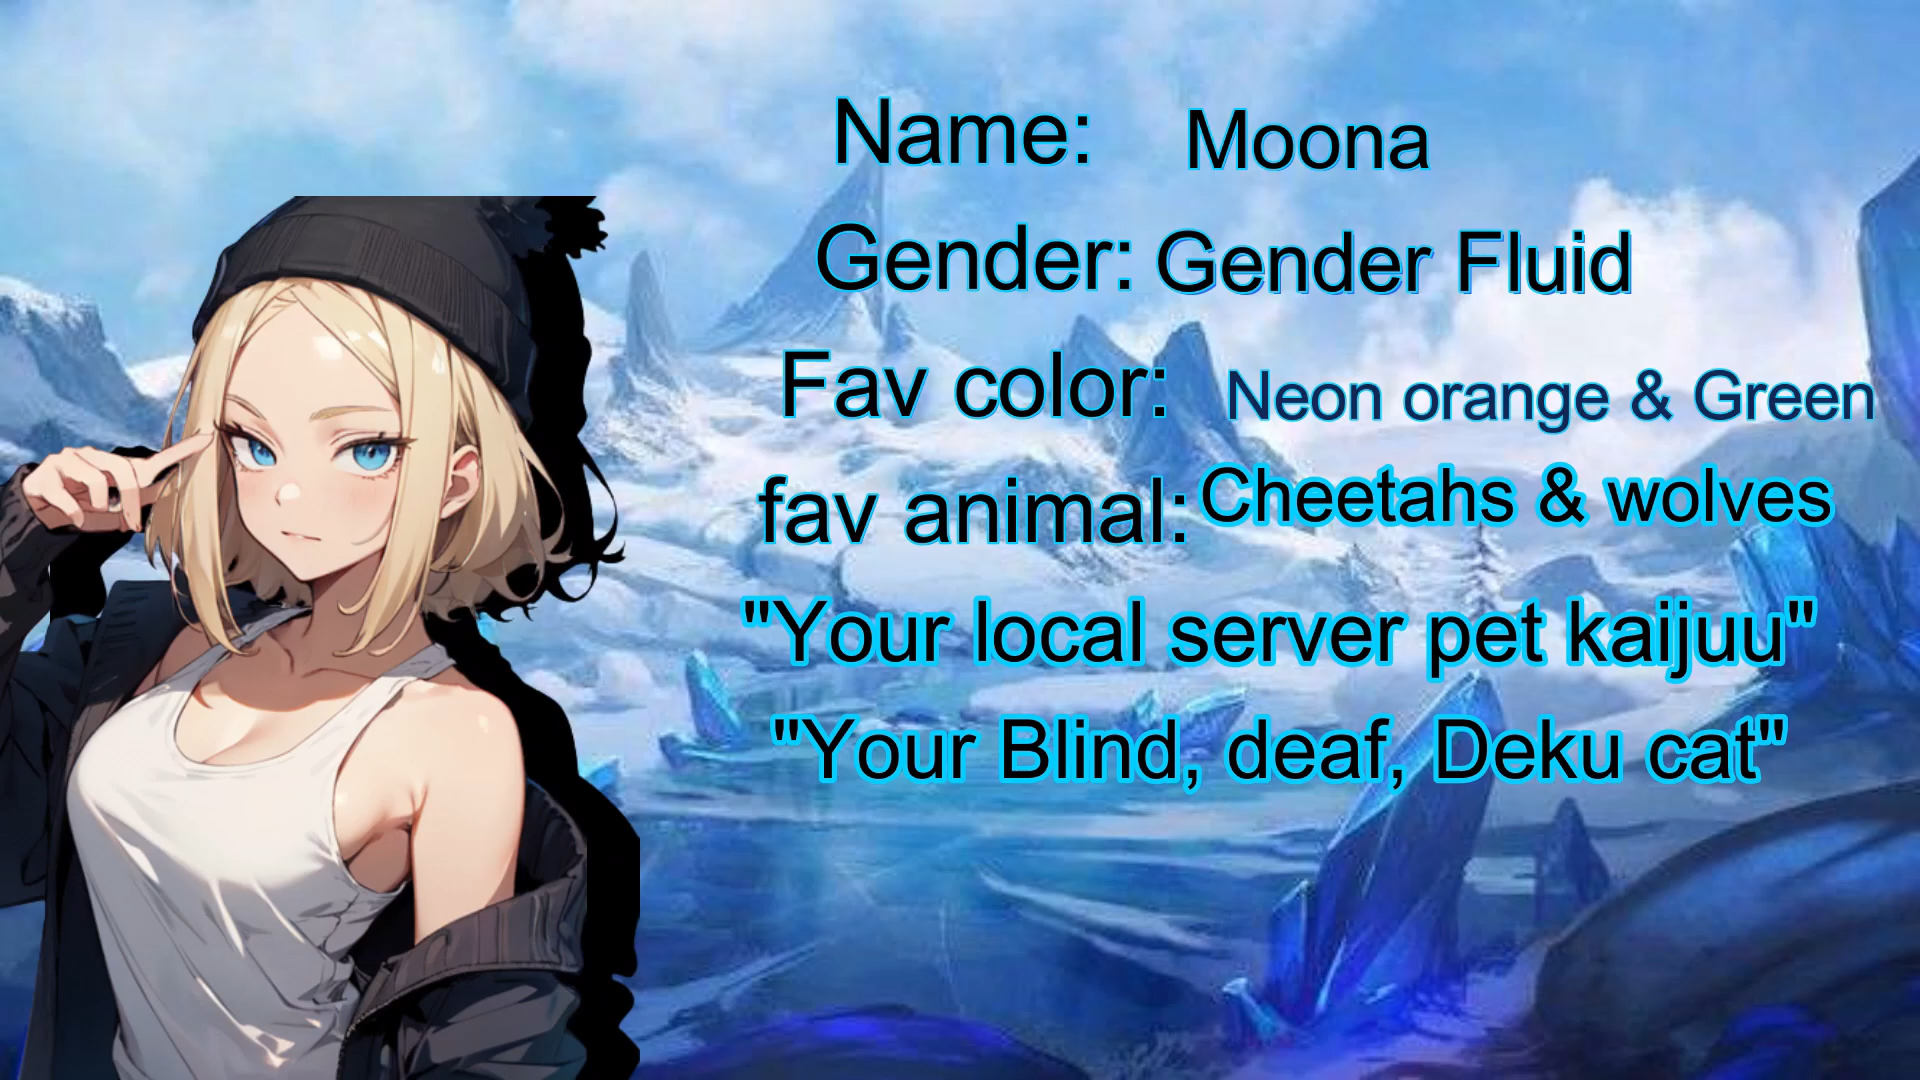 Name: Moona
Gender: Gender Fluid
Fav color: Neon orange & Green
fav animal: Cheetahs & wolves
"Your local server pet kaijuu"
"Your Blind, deaf, Deku cat"